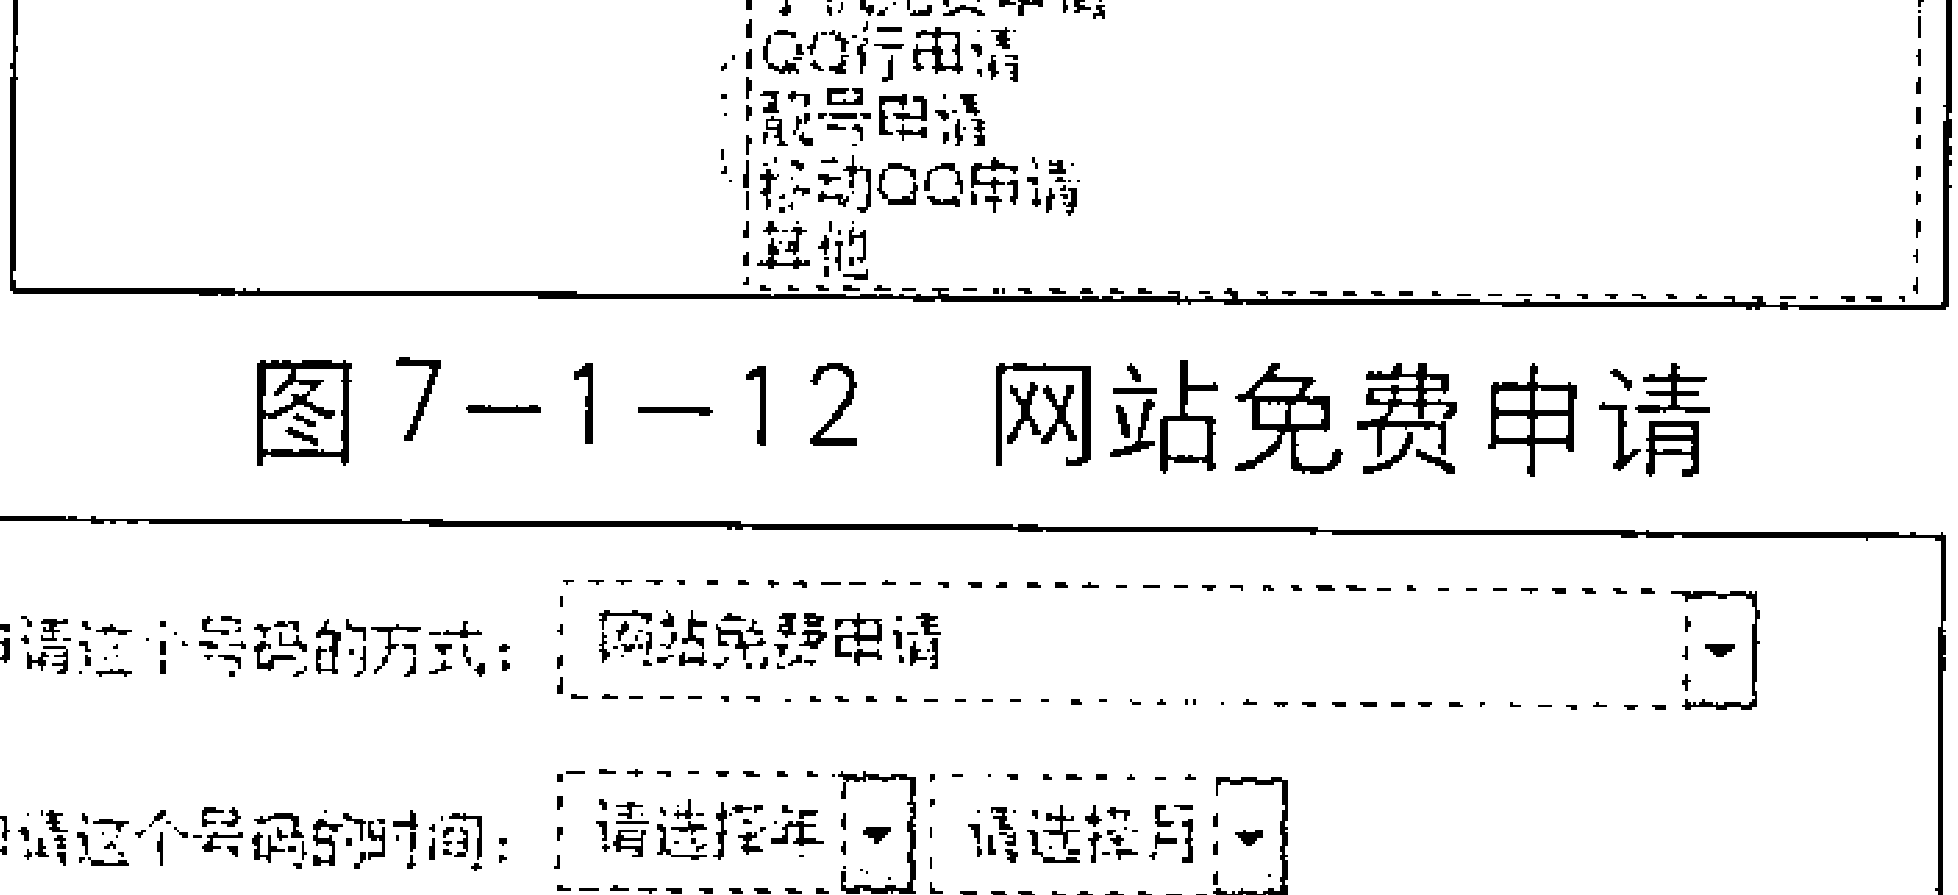 QQ行申请
靓号申请
移动QQ申请
其他
图7-1-12 网站免费申请
请这个号码的方式：
网站免费申请
请这个号码的时间：
请选择年 请选择月